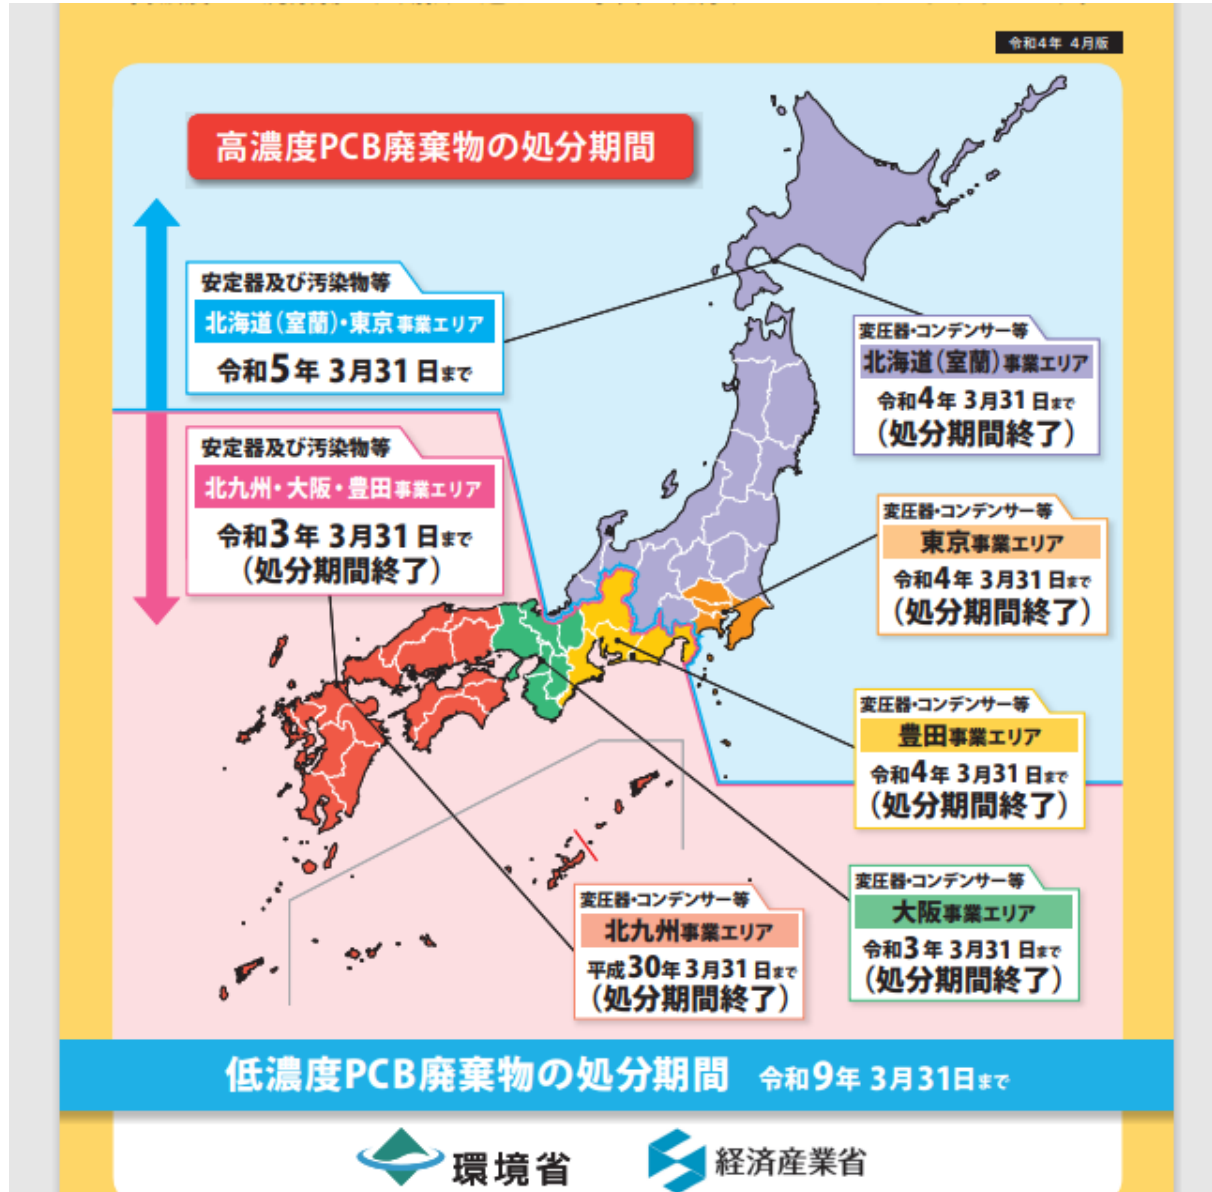 令和4年 4月版
高濃度PCB廃棄物の処分期間
安定器及び汚染物等
北海道(室蘭)・東京事業エリア
令和5年 3月31日まで
変圧器・コンデンサー等
北海道(室蘭)事業エリア
令和4年 3月31日まで
(処分期間終了)
安定器及び汚染物等
北九州・大阪・豊田事業エリア
令和3年 3月31日まで
(処分期間終了)
変圧器・コンデンサー等
東京事業エリア
令和4年 3月31日まで
(処分期間終了)
変圧器・コンデンサー等
豊田事業エリア
令和4年 3月31日まで
(処分期間終了)
変圧器・コンデンサー等
大阪事業エリア
令和3年 3月31日まで
(処分期間終了)
変圧器・コンデンサー等
北九州事業エリア
平成30年3月31日まで
(処分期間終了)
低濃度PCB廃棄物の処分期間 令和9年 3月31日まで
環境省
経済産業省